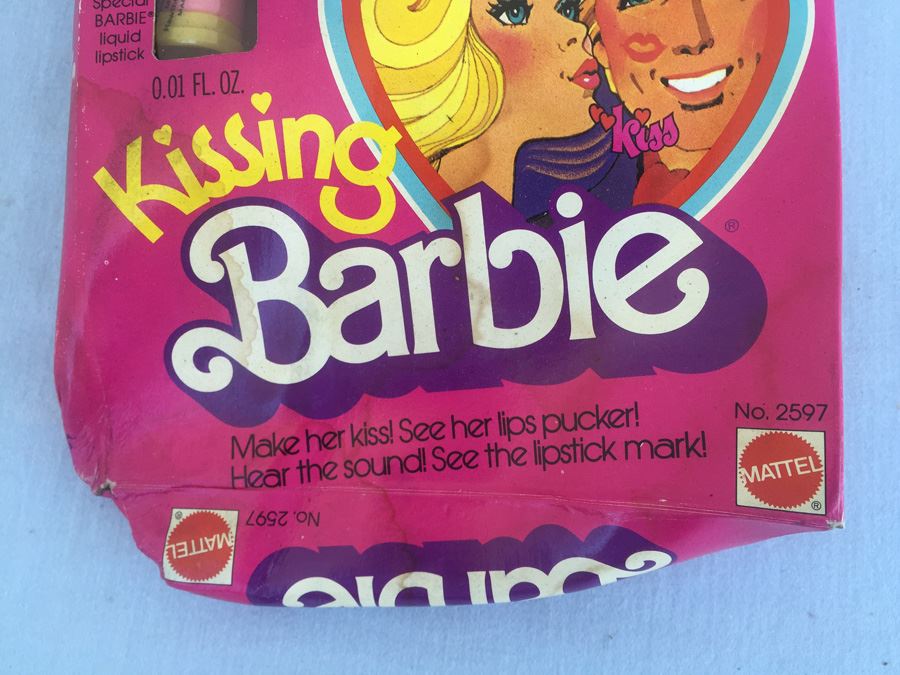 Special
BARBIE®
liquid
lipstick
0.01 FL. OZ.
Kissing
kiss
Barbie®
Make her kiss! See her lips pucker!
Hear the sound! See the lipstick mark!
No. 2597
MATTEL
®
No. 2597
MATTEL
®
Barbie